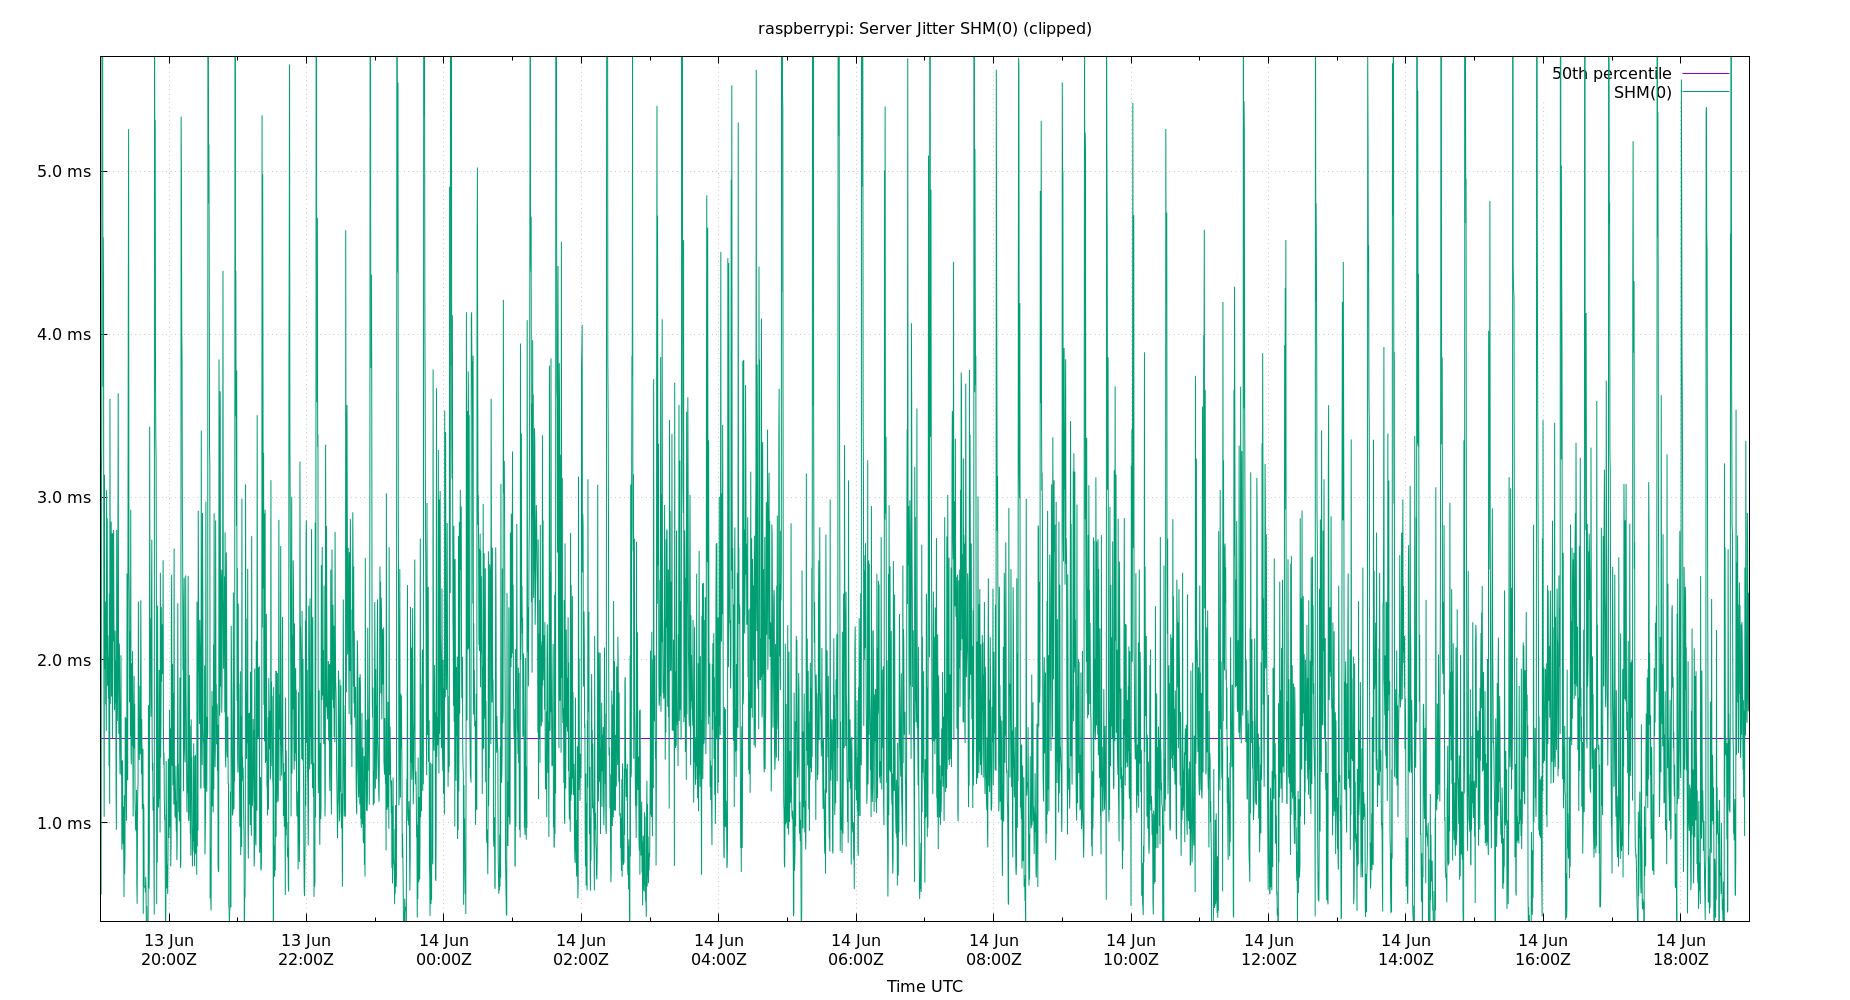 raspberrypi: Server Jitter SHM(0) (clipped)
50th percentile
SHM(0)
5.0 ms
4.0 ms
3.0 ms
2.0 ms
1.0 ms
13 Jun 13 Jun 14 Jun 14 Jun 14 Jun 14 Jun 14 Jun 14 Jun 14 Jun 14 Jun 14 Jun 14 Jun
20:00Z 22:00Z 00:00Z 02:00Z 04:00Z 06:00Z 08:00Z 10:00Z 12:00Z 14:00Z 16:00Z 18:00Z
Time UTC